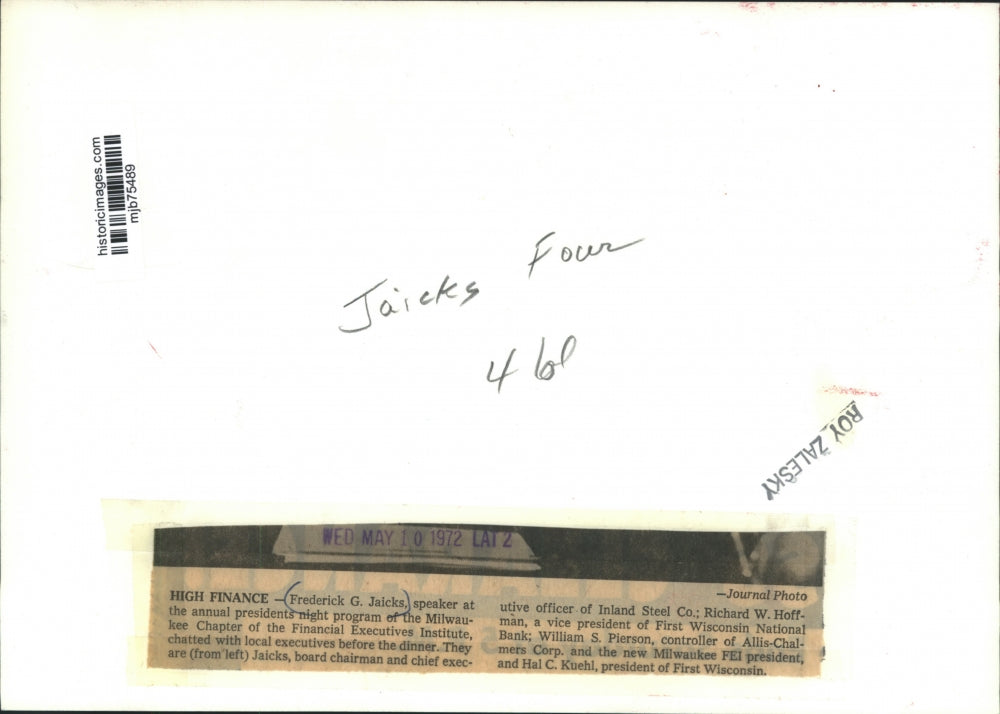 historicimages.com
mjb75489
Jaicks Four
4 bl
ROY ZALESKY
WED MAY 10 1972 LAT 2
—Journal Photo
HIGH FINANCE — Frederick G. Jaicks, speaker at
the annual presidents night program of the Milwau-
kee Chapter of the Financial Executives Institute,
chatted with local executives before the dinner. They
are (from left) Jaicks, board chairman and chief exec-
utive officer of Inland Steel Co.; Richard W. Hoff-
man, a vice president of First Wisconsin National
Bank; William S. Pierson, controller of Allis-Chal-
mers Corp. and the new Milwaukee FEI president,
and Hal C. Kuehl, president of First Wisconsin.